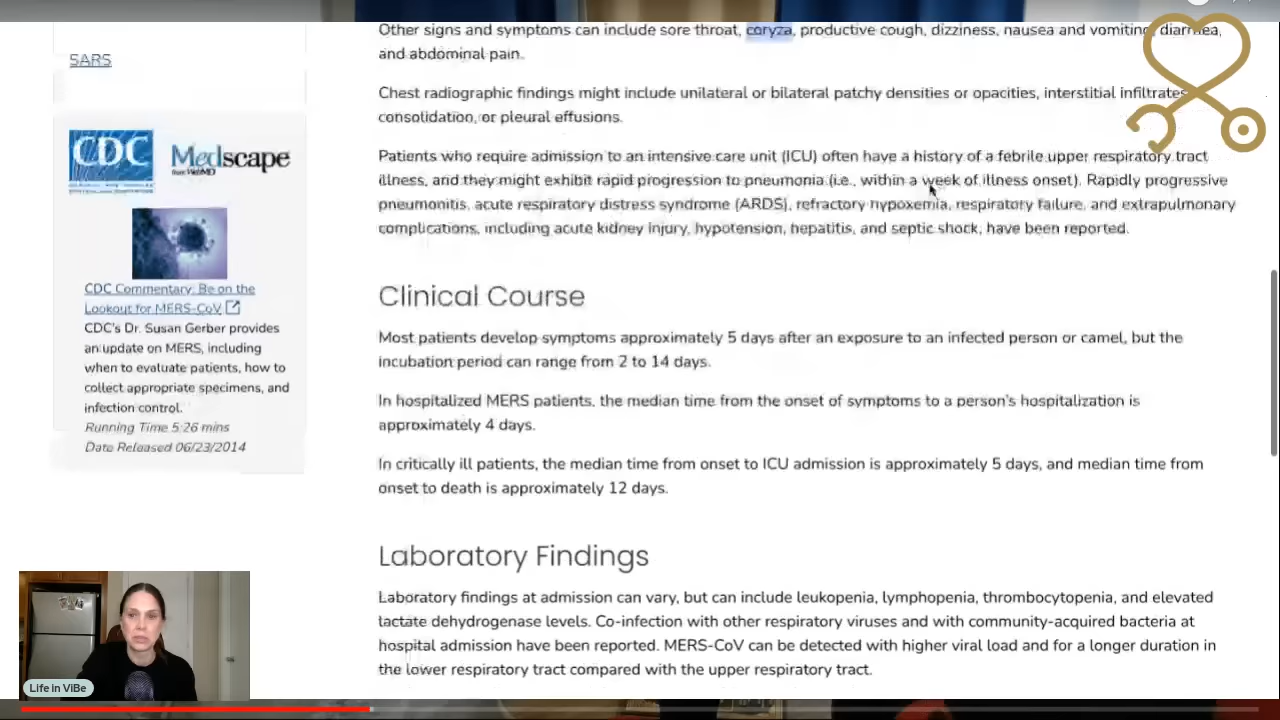 Other signs and symptoms can include sore throat, coryza, productive cough, dizziness, nausea and vomiting, diarrhea,
and abdominal pain.
SARS
Chest radiographic findings might include unilateral or bilateral patchy densities or opacities, interstitial infiltrates,
consolidation, or pleural effusions.
CDC
Medscape
from WebMD
Patients who require admission to an intensive care unit (ICU) often have a history of a febrile upper respiratory tract
illness, and they might exhibit rapid progression to pneumonia (i.e., within a week of illness onset). Rapidly progressive
pneumonitis, acute respiratory distress syndrome (ARDS), refractory hypoxemia, respiratory failure, and extrapulmonary
complications, including acute kidney injury, hypotension, hepatitis, and septic shock, have been reported.
CDC Commentary: Be on the
Lookout for MERS-CoV
CDC's Dr. Susan Gerber provides
an update on MERS, including
when to evaluate patients, how to
collect appropriate specimens, and
infection control.
Running Time 5:26 mins
Date Released 06/23/2014
Clinical Course
Most patients develop symptoms approximately 5 days after an exposure to an infected person or camel, but the
incubation period can range from 2 to 14 days.
In hospitalized MERS patients, the median time from the onset of symptoms to a person's hospitalization is
approximately 4 days.
In critically ill patients, the median time from onset to ICU admission is approximately 5 days, and median time from
onset to death is approximately 12 days.
Laboratory Findings
Laboratory findings at admission can vary, but can include leukopenia, lymphopenia, thrombocytopenia, and elevated
lactate dehydrogenase levels. Co-infection with other respiratory viruses and with community-acquired bacteria at
hospital admission have been reported. MERS-CoV can be detected with higher viral load and for a longer duration in
the lower respiratory tract compared with the upper respiratory tract.
Life in ViBe